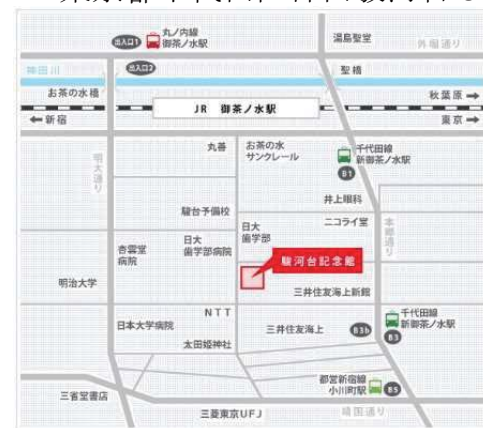 出入口1
丸ノ内線
御茶ノ水駅
湯島聖堂
外堀通り
神田川
出入口2
聖橋
お茶の水橋
秋葉原→
JR 御茶ノ水駅
←新宿
東京→
明大通り
丸善
お茶の水
サンクレール
千代田線
新御茶ノ水駅
B1
井上眼科
駿台予備校
日大
歯学部
ニコライ堂
本郷通り
杏雲堂
病院
日大
歯学部病院
駿河台記念館
明治大学
三井住友海上新館
NTT
日本大学病院
三井住友海上
B3b
千代田線
新御茶ノ水駅
B3
太田姫神社
都営新宿線
小川町駅
B5
三省堂書店
三菱東京UFJ
靖国通り